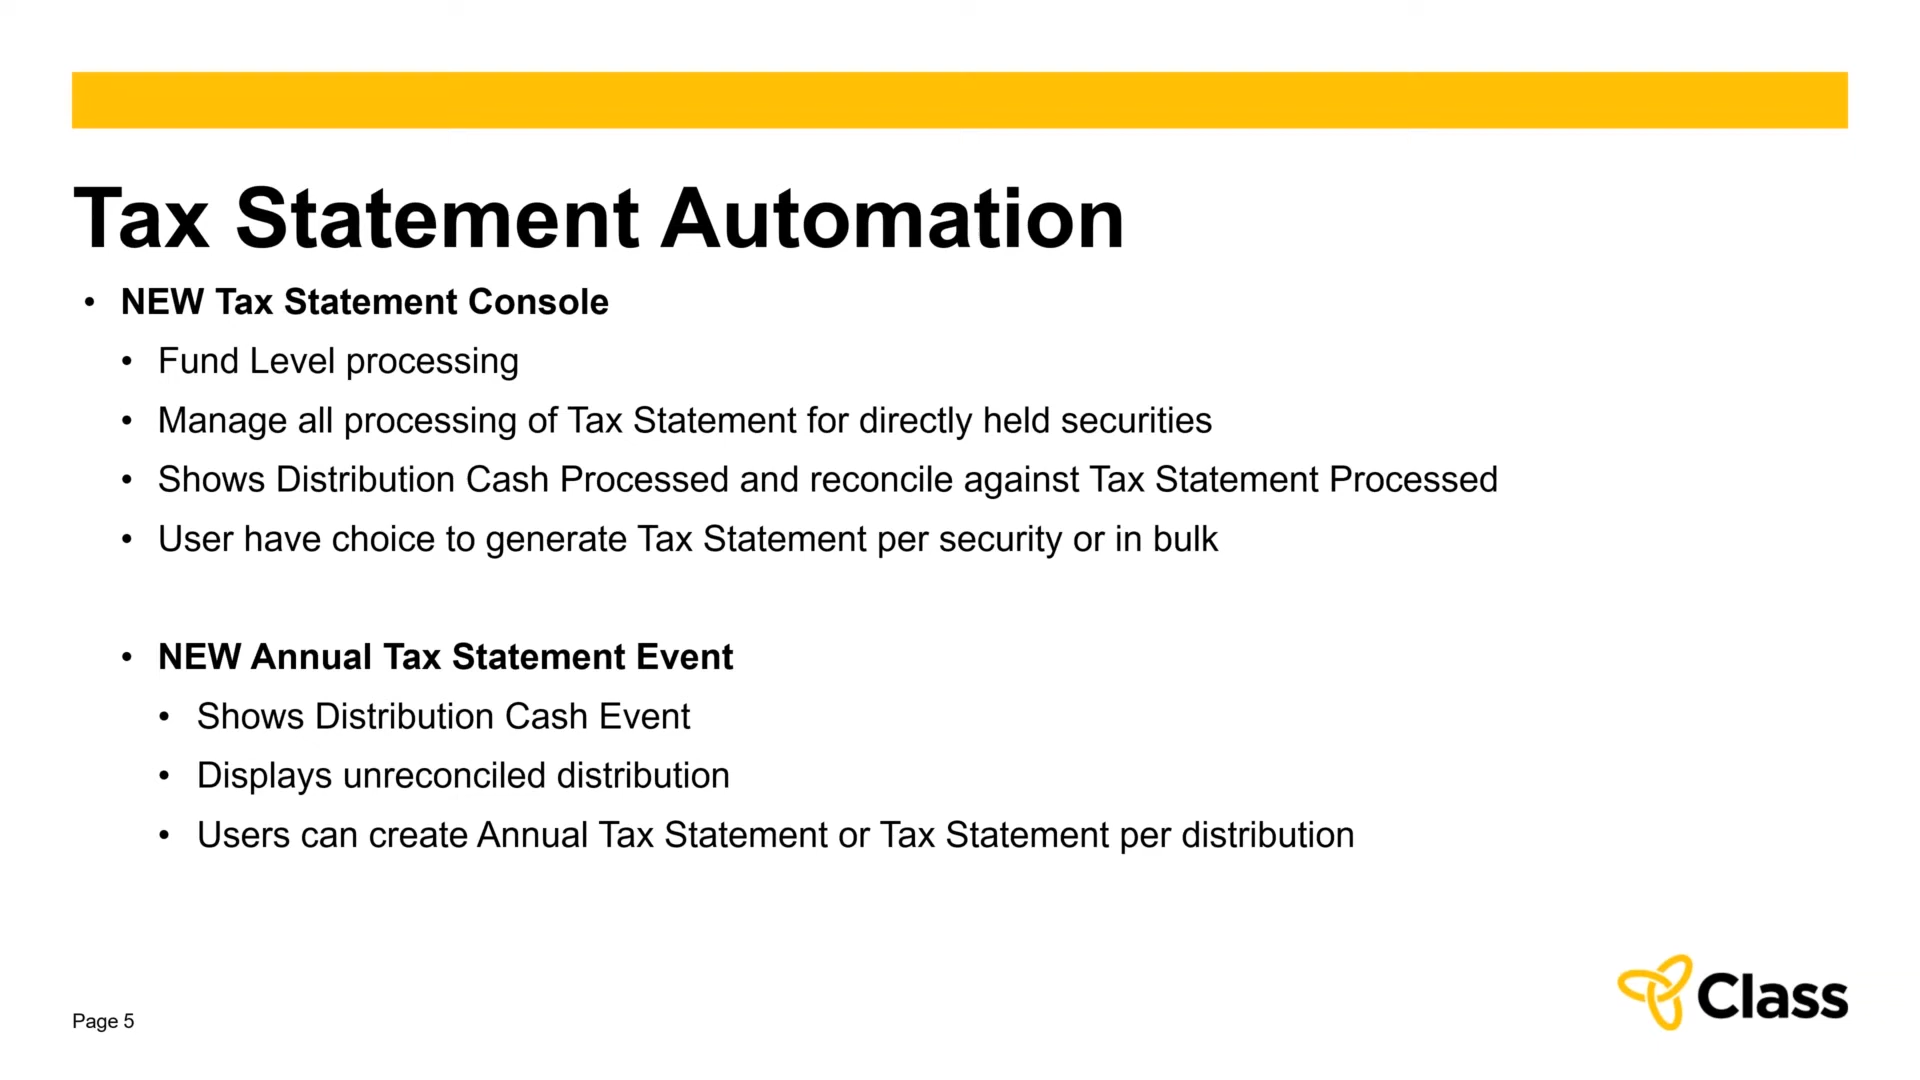 Tax Statement Automation
• NEW Tax Statement Console
• Fund Level processing
• Manage all processing of Tax Statement for directly held securities
• Shows Distribution Cash Processed and reconcile against Tax Statement Processed
• User have choice to generate Tax Statement per security or in bulk
• NEW Annual Tax Statement Event
• Shows Distribution Cash Event
• Displays unreconciled distribution
• Users can create Annual Tax Statement or Tax Statement per distribution
Class
Page 5